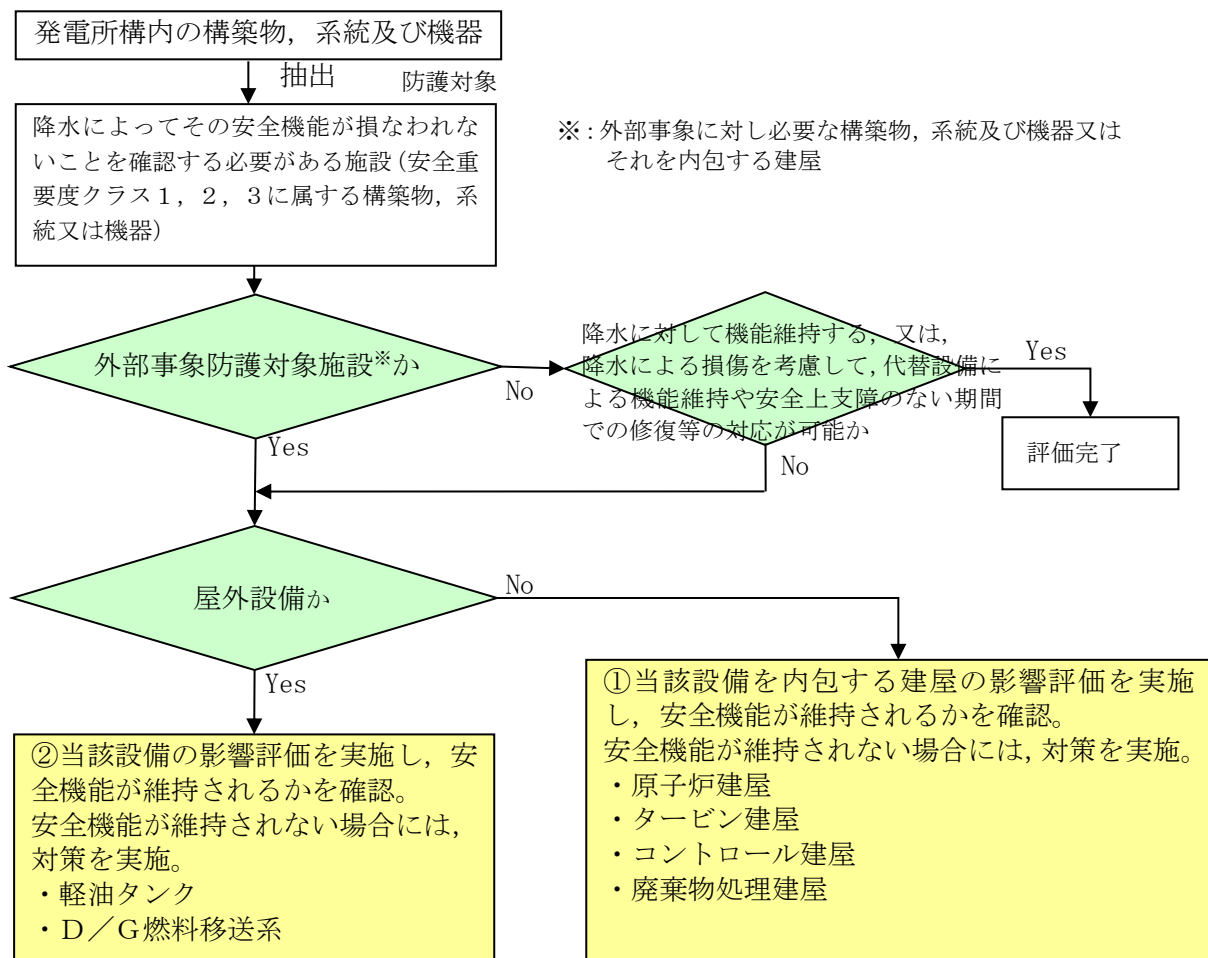 発電所構内の構築物，系統及び機器
抽出
防護対象
降水によってその安全機能が損なわれな
いことを確認する必要がある施設（安全重
要度クラス１，２，３に属する構築物，系
統又は機器）
※：外部事象に対し必要な構築物，系統及び機器又は
それを内包する建屋
外部事象防護対象施設※か
No
Yes
降水に対して機能維持する，又は，
降水による損傷を考慮して，代替設備に
よる機能維持や安全上支障のない期間
での修復等の対応が可能か
Yes
No
評価完了
屋外設備か
No
Yes
②当該設備の影響評価を実施し，安
全機能が維持されるかを確認。
安全機能が維持されない場合には，
対策を実施。
・軽油タンク
・Ｄ／Ｇ燃料移送系
①当該設備を内包する建屋の影響評価を実施
し，安全機能が維持されるかを確認。
安全機能が維持されない場合には，対策を実施。
・原子炉建屋
・タービン建屋
・コントロール建屋
・廃棄物処理建屋